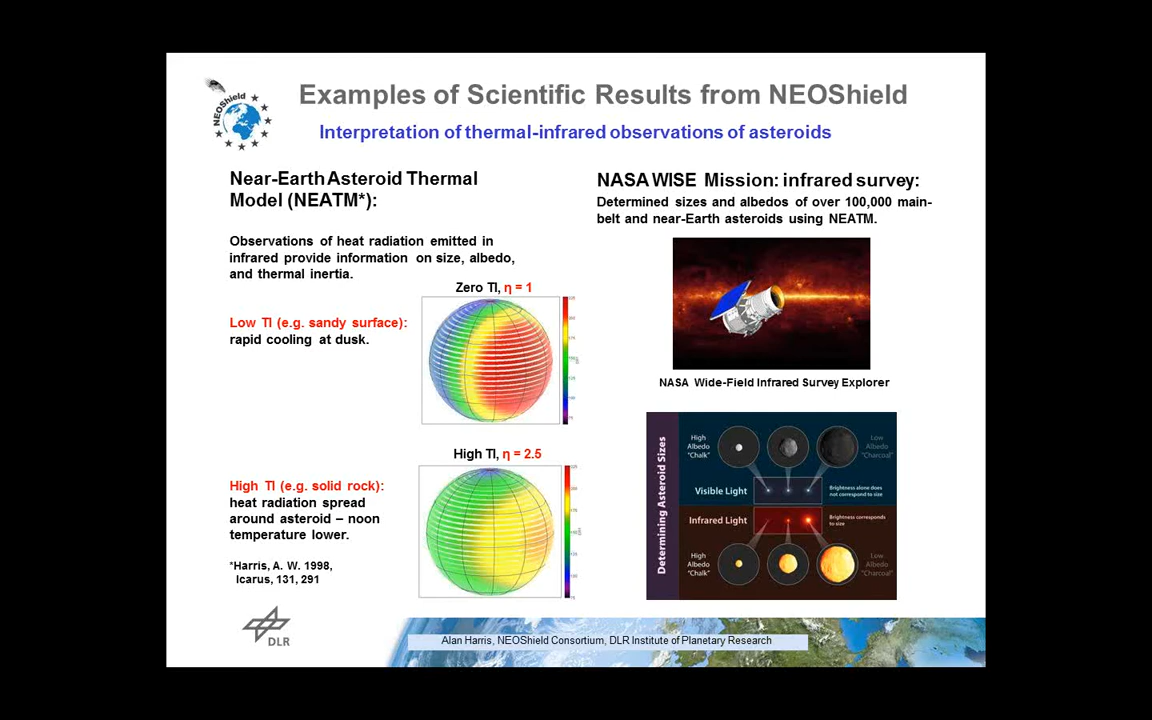 NEOShield
Examples of Scientific Results from NEOShield
Interpretation of thermal-infrared observations of asteroids
Near-Earth Asteroid Thermal
Model (NEATM*):
Observations of heat radiation emitted in
infrared provide information on size, albedo,
and thermal inertia.
Zero TI, η = 1
Low TI (e.g. sandy surface):
rapid cooling at dusk.
High TI, η = 2.5
High TI (e.g. solid rock):
heat radiation spread
around asteroid – noon
temperature lower.
*Harris, A. W. 1998,
Icarus, 131, 291
NASA WISE Mission: infrared survey:
Determined sizes and albedos of over 100,000 main-
belt and near-Earth asteroids using NEATM.
NASA Wide-Field Infrared Survey Explorer
Determining Asteroid Sizes
High
Albedo
"Chalk"
Low
Albedo
"Charcoal"
Visible Light
Brightness alone does
not correspond to size
Infrared Light
Brightness corresponds
to size
High
Albedo
"Chalk"
Low
Albedo
"Charcoal"
DLR
Alan Harris, NEOShield Consortium, DLR Institute of Planetary Research